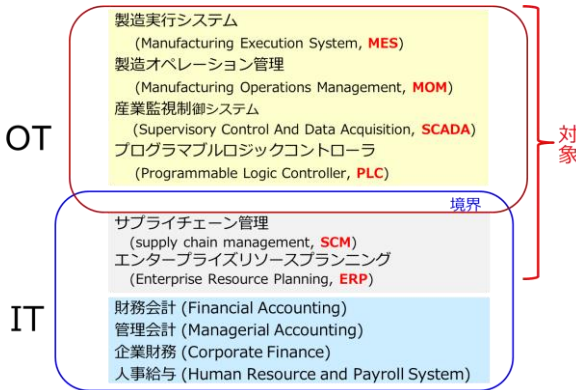 製造実行システム
(Manufacturing Execution System, MES)
製造オペレーション管理
(Manufacturing Operations Management, MOM)
産業監視制御システム
(Supervisory Control And Data Acquisition, SCADA)
プログラマブルロジックコントローラ
(Programmable Logic Controller, PLC)
OT
対象
境界
サプライチェーン管理
(supply chain management, SCM)
エンタープライズリソースプランニング
(Enterprise Resource Planning, ERP)
IT
財務会計 (Financial Accounting)
管理会計 (Managerial Accounting)
企業財務 (Corporate Finance)
人事給与 (Human Resource and Payroll System)